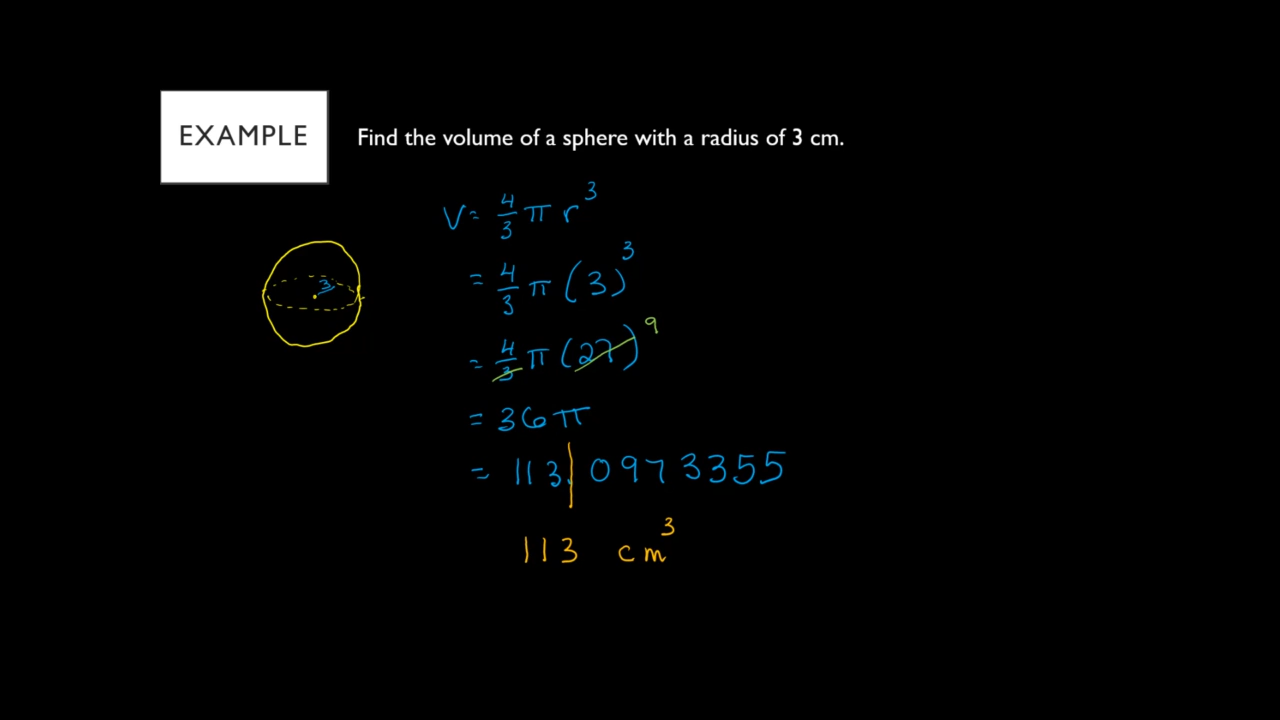 EXAMPLE
Find the volume of a sphere with a radius of 3 cm.
V = 4/3 π r³
3
= 4/3 π (3)³
= 4/3 π (27) 9
= 36π
= 113.0973355
113 cm³